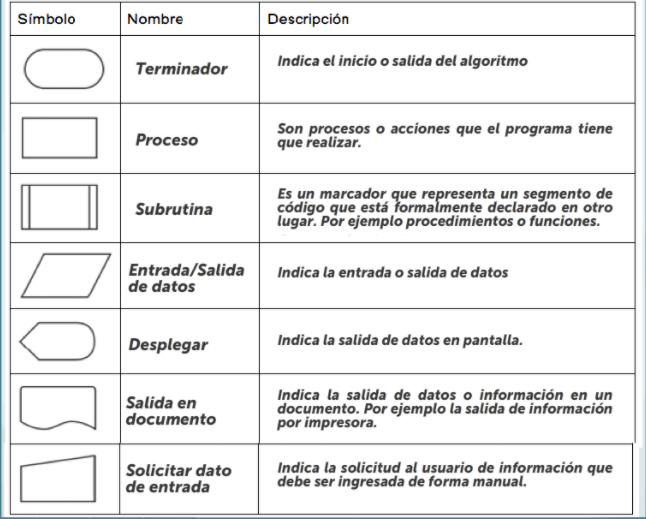 Símbolo Nombre Descripción
Terminador
Indica el inicio o salida del algoritmo
Proceso
Son procesos o acciones que el programa tiene
que realizar.
Subrutina
Es un marcador que representa un segmento de
código que está formalmente declarado en otro
lugar. Por ejemplo procedimientos o funciones.
Entrada/Salida
de datos
Indica la entrada o salida de datos
Desplegar
Indica la salida de datos en pantalla.
Salida en
documento
Indica la salida de datos o información en un
documento. Por ejemplo la salida de información
por impresora.
Solicitar dato
de entrada
Indica la solicitud al usuario de información que
debe ser ingresada de forma manual.